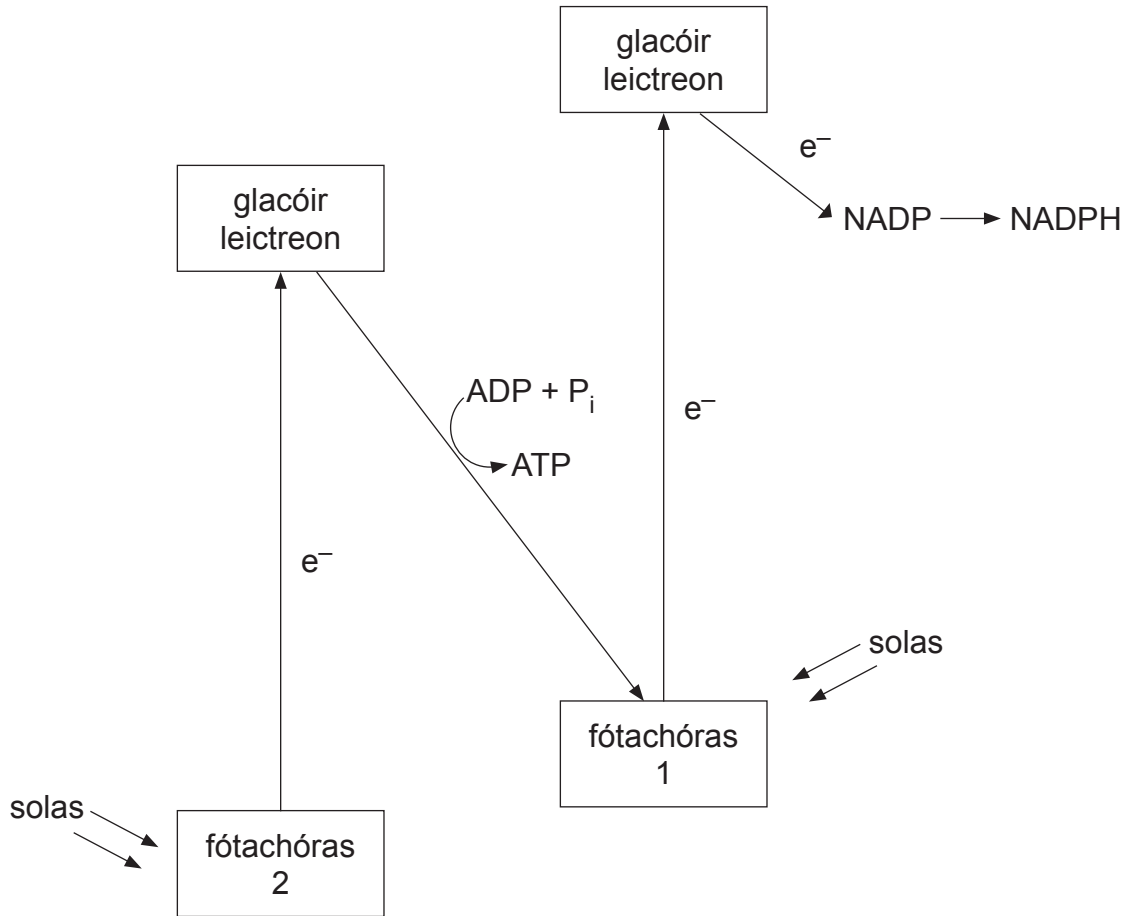 glacóir
leictreon
e–
NADP → NADPH
glacóir
leictreon
ADP + Pi
ATP
e–
e–
solas
fótachóras
1
solas
fótachóras
2